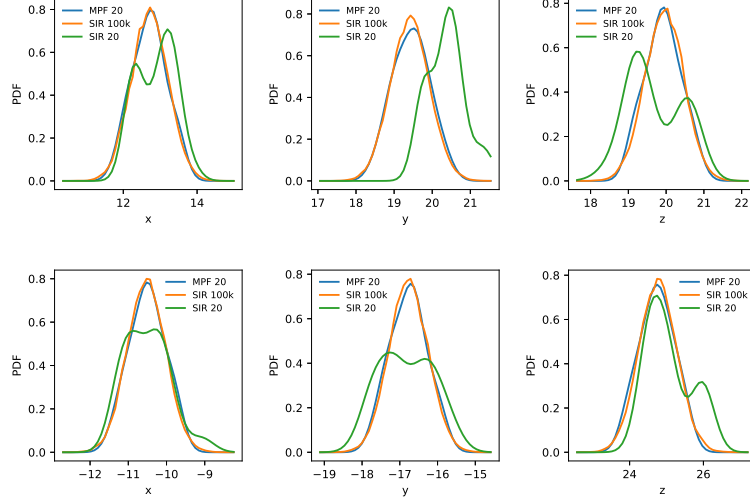 MPF 20
SIR 100k
SIR 20
0.8
0.6
0.4
0.2
0.0
PDF
12
14
x
MPF 20
SIR 100k
SIR 20
0.8
0.6
0.4
0.2
0.0
PDF
17
18
19
20
21
y
MPF 20
SIR 100k
SIR 20
0.8
0.6
0.4
0.2
0.0
PDF
18
19
20
21
22
z
MPF 20
SIR 100k
SIR 20
0.8
0.6
0.4
0.2
0.0
PDF
−12
−11
−10
−9
x
MPF 20
SIR 100k
SIR 20
0.8
0.6
0.4
0.2
0.0
PDF
−19
−18
−17
−16
−15
y
MPF 20
SIR 100k
SIR 20
0.8
0.6
0.4
0.2
0.0
PDF
24
26
z